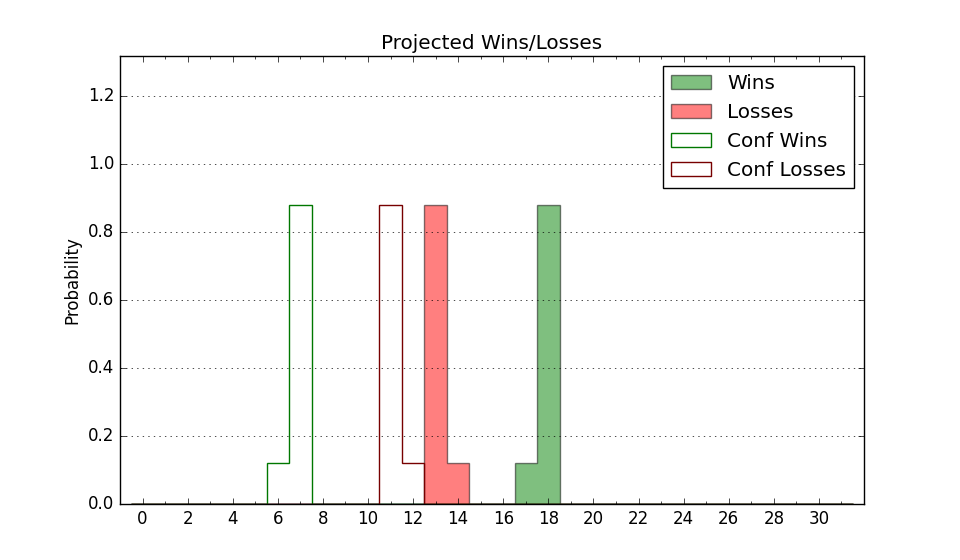 Projected Wins/Losses
Wins
Losses
Conf Wins
Conf Losses
Probability
1.2
1.0
0.8
0.6
0.4
0.2
0.0
0 2 4 6 8 10 12 14 16 18 20 22 24 26 28 30